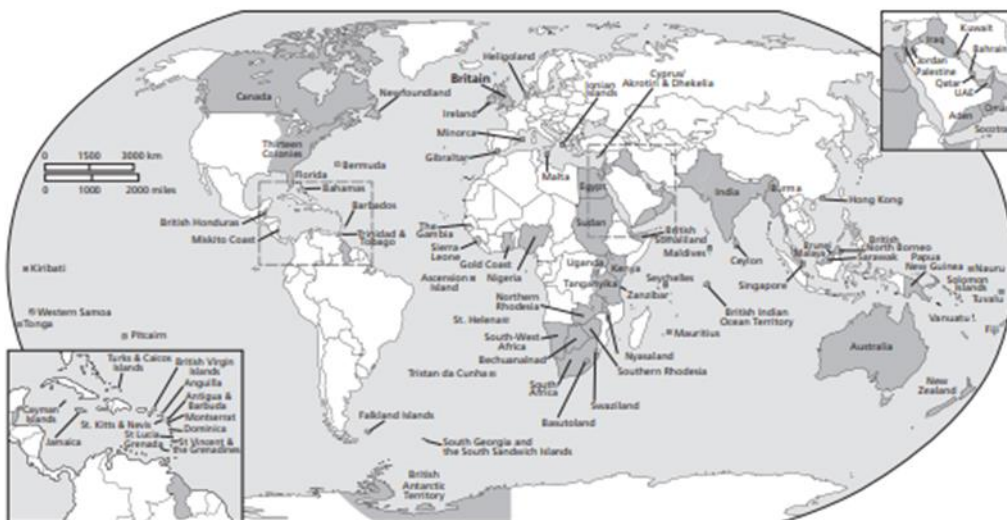 Canada
Newfoundland
Heligoland
Britain
Ireland
Minorca
Gibraltar
Ionian
Islands
Cyprus/
Akrotiri & Dhekelia
Malta
Thirteen
Colonies
0 1500 3000 km
0 1000 2000 miles
Bermuda
Florida
Bahamas
Barbados
British Honduras
Miskito Coast
Trinidad &
Tobago
The
Gambia
Sierra
Leone
Gold Coast
Nigeria
Ascension
Island
Egypt
Sudan
Uganda
Kenya
Tanganyika
Zanzibar
British
Somaliland
Maldives
Seychelles
India
Burma
Hong Kong
Ceylon
Brunei
Malaya
British
North Borneo
Sarawak
Singapore
Papua
New Guinea
Nauru
Solomon
Islands
Tuvalu
Vanuatu
Fiji
Kiribati
Western Samoa
Tonga
Pitcairn
St. Helena
Northern
Rhodesia
South-West
Africa
Bechuanalnad
Tristan da Cunha
South
Africa
Basutoland
Swaziland
Southern Rhodesia
Nyasaland
Mauritius
British Indian
Ocean Territory
Australia
New
Zealand
Falkland Islands
South Georgia and
the South Sandwich Islands
British
Antarctic
Territory
Iraq
Kuwait
Jordan
Palestine
Bahrain
Qatar
UAE
Aden
Turks & Caicos
Islands
British Virgin
Islands
Anguilla
Antigua &
Barbuda
Montserrat
Dominica
Cayman
Islands
Jamaica
St. Kitts & Nevis
St Lucia
Grenada
St Vincent &
the Grenadines